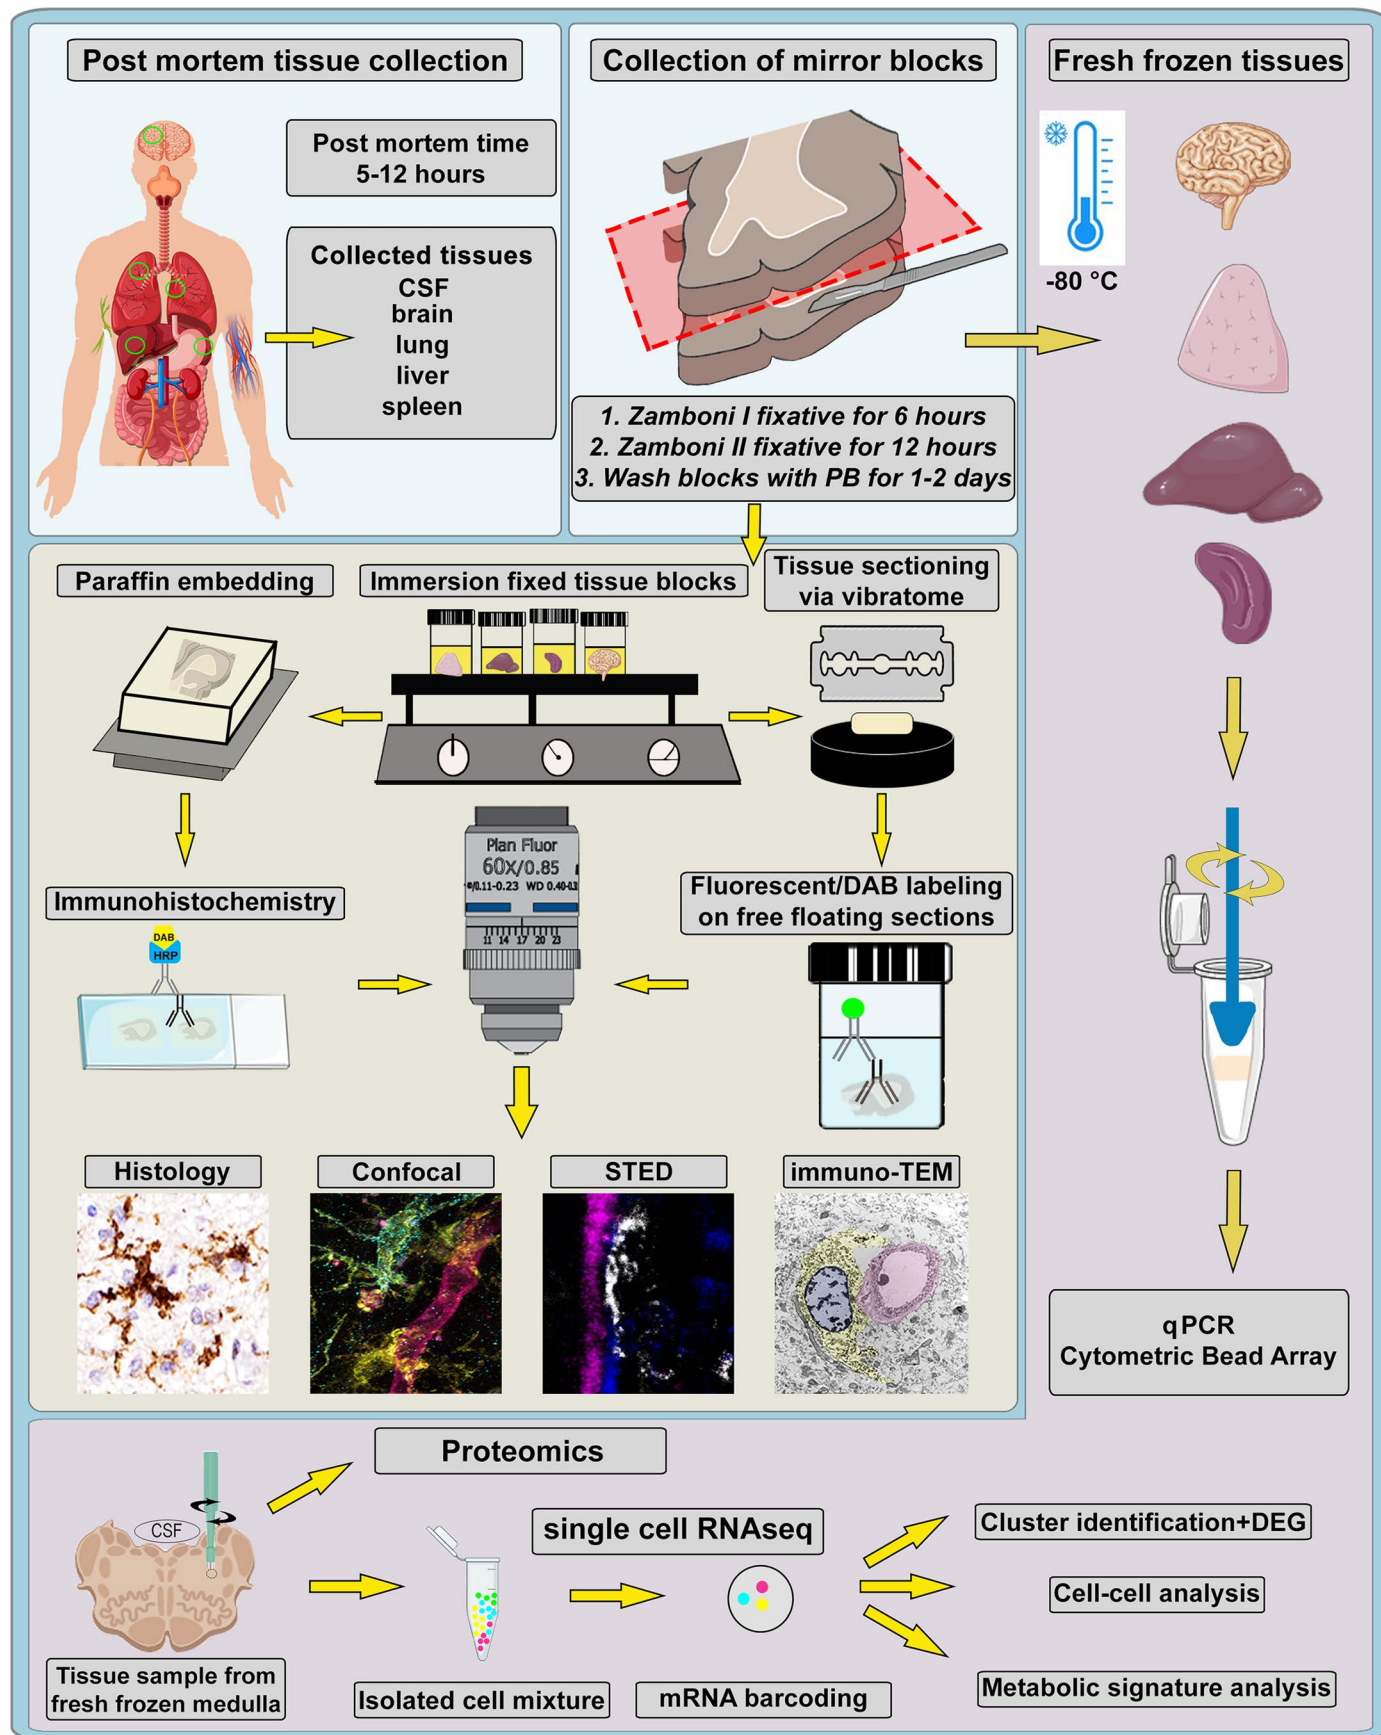 Post mortem tissue collection
Post mortem time
5-12 hours
Collected tissues
CSF
brain
lung
liver
spleen
Collection of mirror blocks
1. Zamboni I fixative for 6 hours
2. Zamboni II fixative for 12 hours
3. Wash blocks with PB for 1-2 days
Fresh frozen tissues
-80 °C
Paraffin embedding
Immersion fixed tissue blocks
Tissue sectioning
via vibratome
Immunohistochemistry
DAB
HRP
Plan Fluor
60X/0.85
/0.11-0.23 WD 0.40-0.3
11 14 17 20 23
Fluorescent/DAB labeling
on free floating sections
Histology
Confocal
STED
immuno-TEM
qPCR
Cytometric Bead Array
Proteomics
CSF
Tissue sample from
fresh frozen medulla
Isolated cell mixture
single cell RNAseq
mRNA barcoding
Cluster identification+DEG
Cell-cell analysis
Metabolic signature analysis